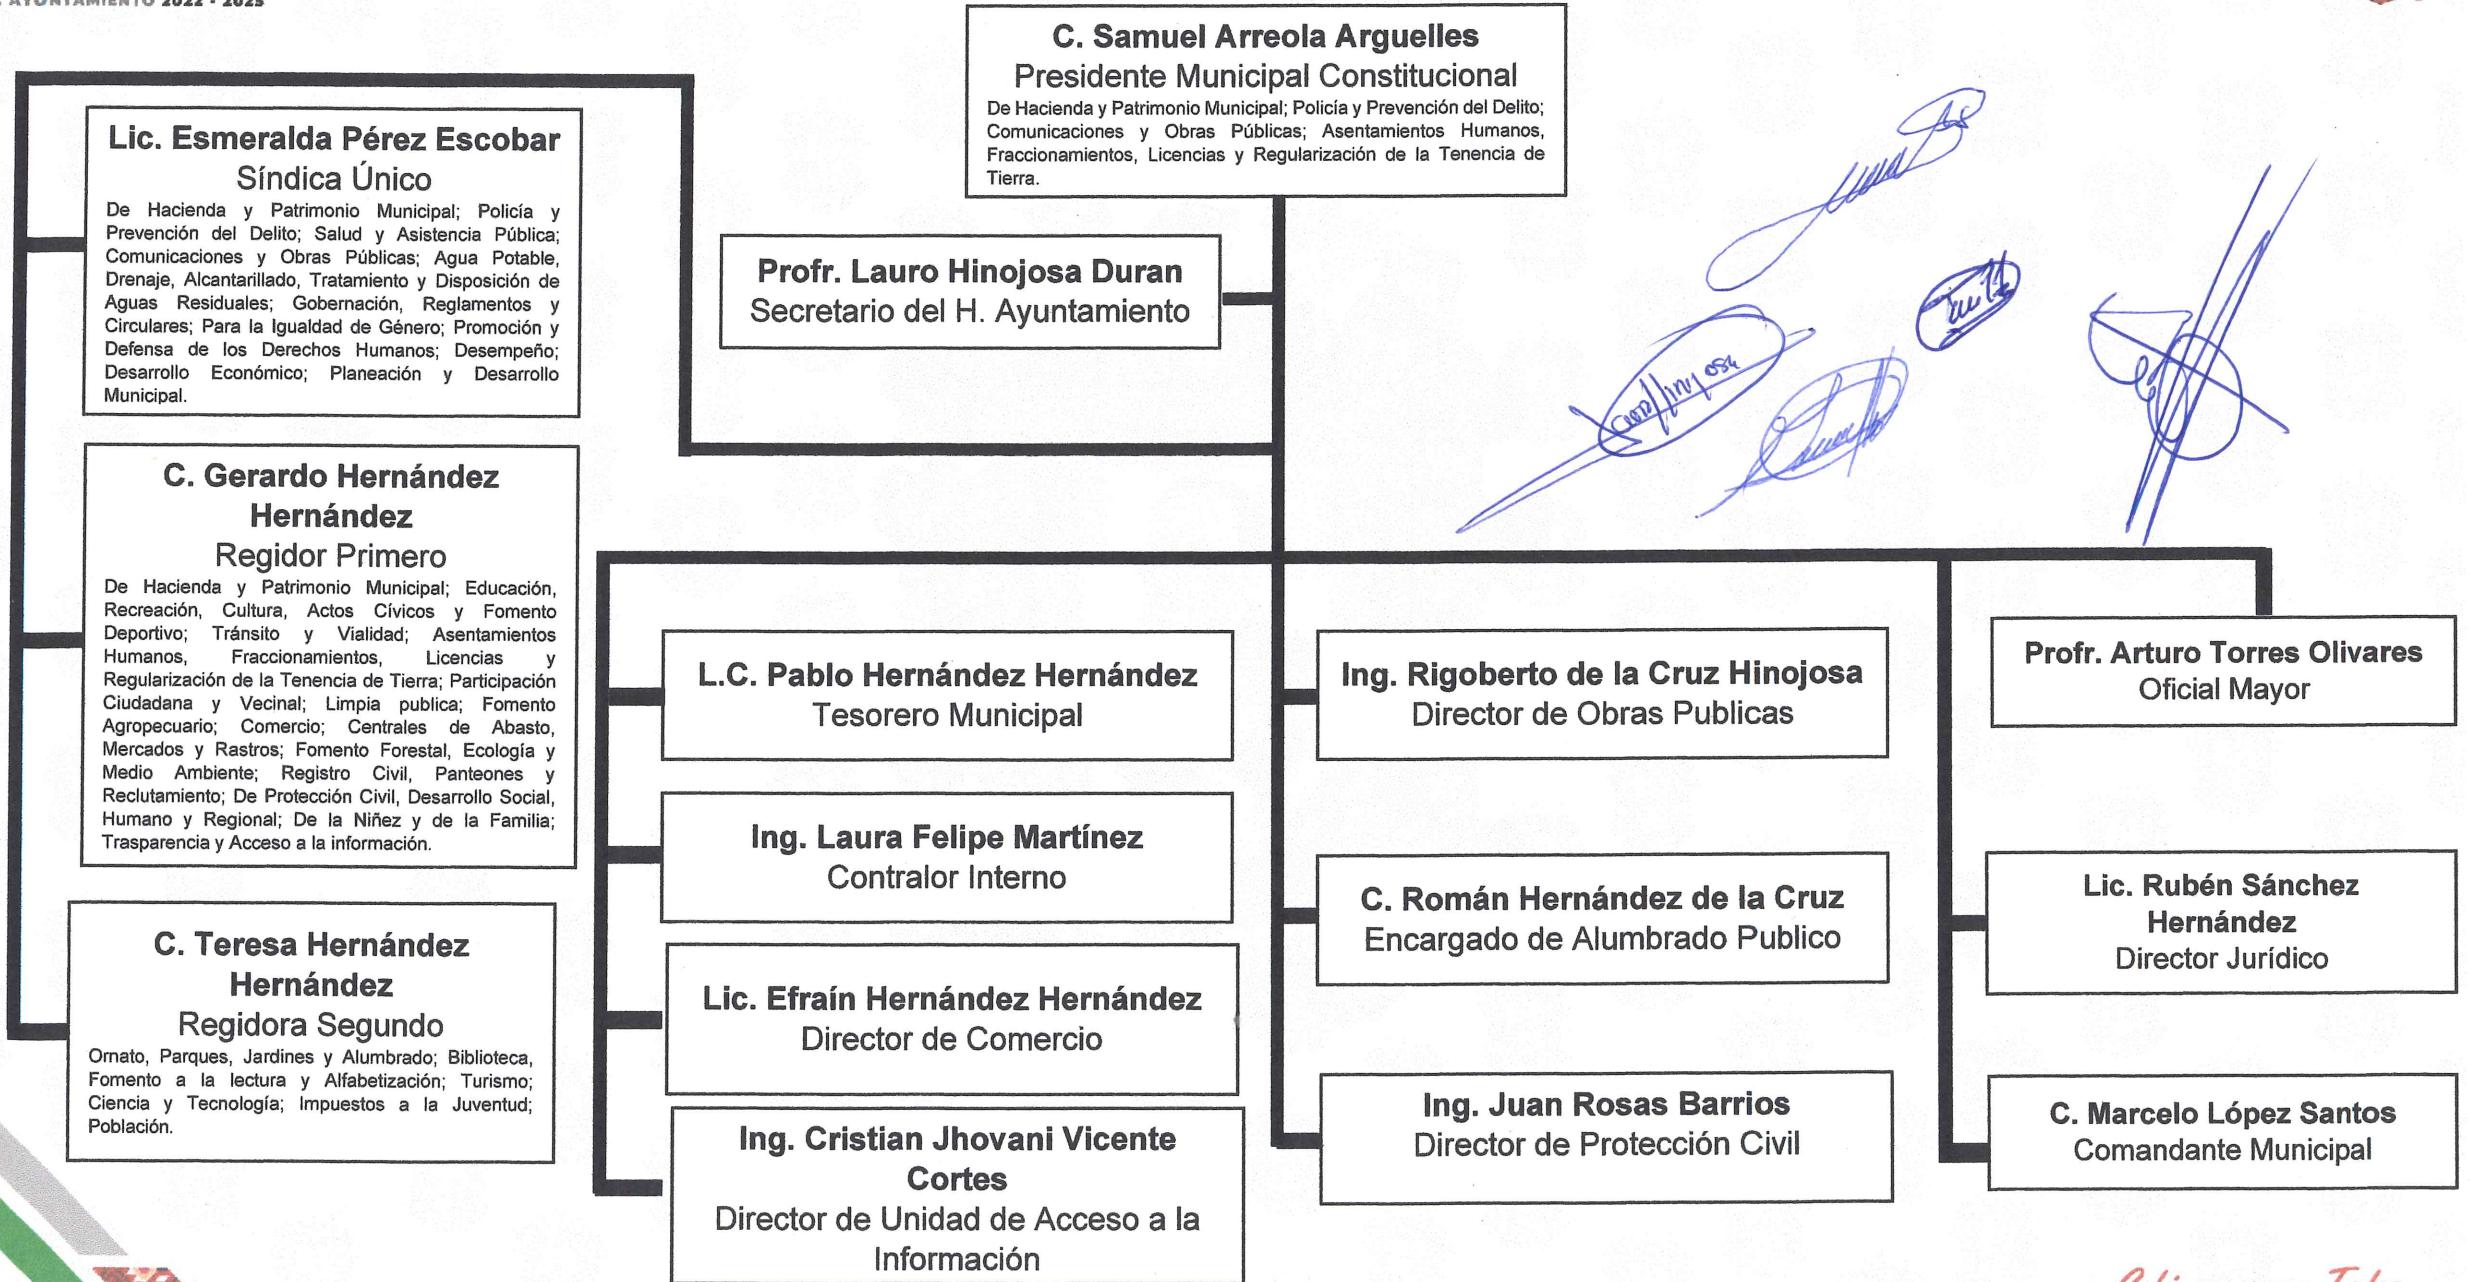 AYUNTAMIENTO 2022 - 2025
C. Samuel Arreola Arguelles
Presidente Municipal Constitucional
De Hacienda y Patrimonio Municipal; Policía y Prevención del Delito;
Comunicaciones y Obras Públicas; Asentamientos Humanos,
Fraccionamientos, Licencias y Regularización de la Tenencia de
Tierra.
Lic. Esmeralda Pérez Escobar
Síndica Único
De Hacienda y Patrimonio Municipal; Policía y
Prevención del Delito; Salud y Asistencia Pública;
Comunicaciones y Obras Públicas; Agua Potable,
Drenaje, Alcantarillado, Tratamiento y Disposición de
Aguas Residuales; Gobernación, Reglamentos y
Circulares; Para la Igualdad de Género; Promoción y
Defensa de los Derechos Humanos; Desempeño;
Desarrollo Económico; Planeación y Desarrollo
Municipal.
Profr. Lauro Hinojosa Duran
Secretario del H. Ayuntamiento
C. Gerardo Hernández
Hernández
Regidor Primero
De Hacienda y Patrimonio Municipal; Educación,
Recreación, Cultura, Actos Cívicos y Fomento
Deportivo; Tránsito y Vialidad; Asentamientos
Humanos, Fraccionamientos, Licencias y
Regularización de la Tenencia de Tierra; Participación
Ciudadana y Vecinal; Limpia publica; Fomento
Agropecuario; Comercio; Centrales de Abasto,
Mercados y Rastros; Fomento Forestal, Ecología y
Medio Ambiente; Registro Civil, Panteones y
Reclutamiento; De Protección Civil, Desarrollo Social,
Humano y Regional; De la Niñez y de la Familia;
Trasparencia y Acceso a la información.
C. Teresa Hernández
Hernández
Regidora Segundo
Ornato, Parques, Jardines y Alumbrado; Biblioteca,
Fomento a la lectura y Alfabetización; Turismo;
Ciencia y Tecnología; Impuestos a la Juventud;
Población.
L.C. Pablo Hernández Hernández
Tesorero Municipal
Ing. Laura Felipe Martínez
Contralor Interno
Lic. Efraín Hernández Hernández
Director de Comercio
Ing. Cristian Jhovani Vicente
Cortes
Director de Unidad de Acceso a la
Información
Ing. Rigoberto de la Cruz Hinojosa
Director de Obras Publicas
C. Román Hernández de la Cruz
Encargado de Alumbrado Publico
Ing. Juan Rosas Barrios
Director de Protección Civil
Profr. Arturo Torres Olivares
Oficial Mayor
Lic. Rubén Sánchez
Hernández
Director Jurídico
C. Marcelo López Santos
Comandante Municipal